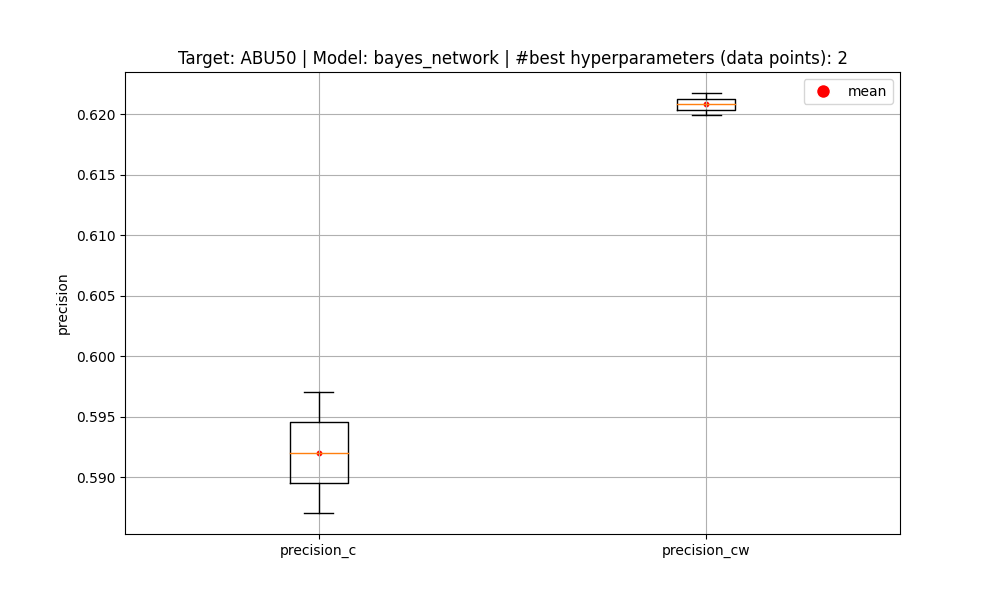 Target: ABU50 | Model: bayes_network | #best hyperparameters (data points): 2
mean
0.620
0.615
0.610
0.605
0.600
0.595
0.590
precision
precision_c
precision_cw